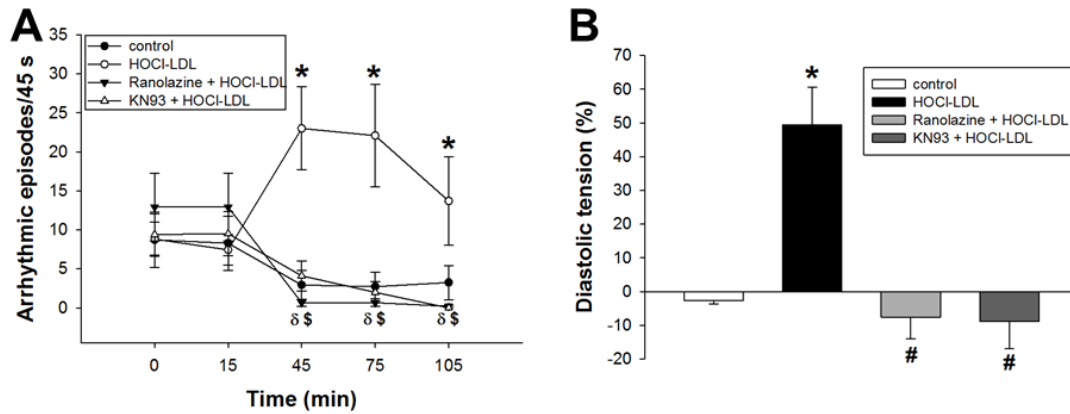 A
Arrhythmic episodes/45 s
40
35
30
25
20
15
10
5
0
control
HOCl-LDL
Ranolazine + HOCl-LDL
KN93 + HOCl-LDL
* * *
δ $ δ $ δ $
0 15 45 75 105
Time (min)
B
Diastolic tension (%)
70
60
50
40
30
20
10
0
-10
-20
*
control
HOCl-LDL
Ranolazine + HOCl-LDL
KN93 + HOCl-LDL
# #